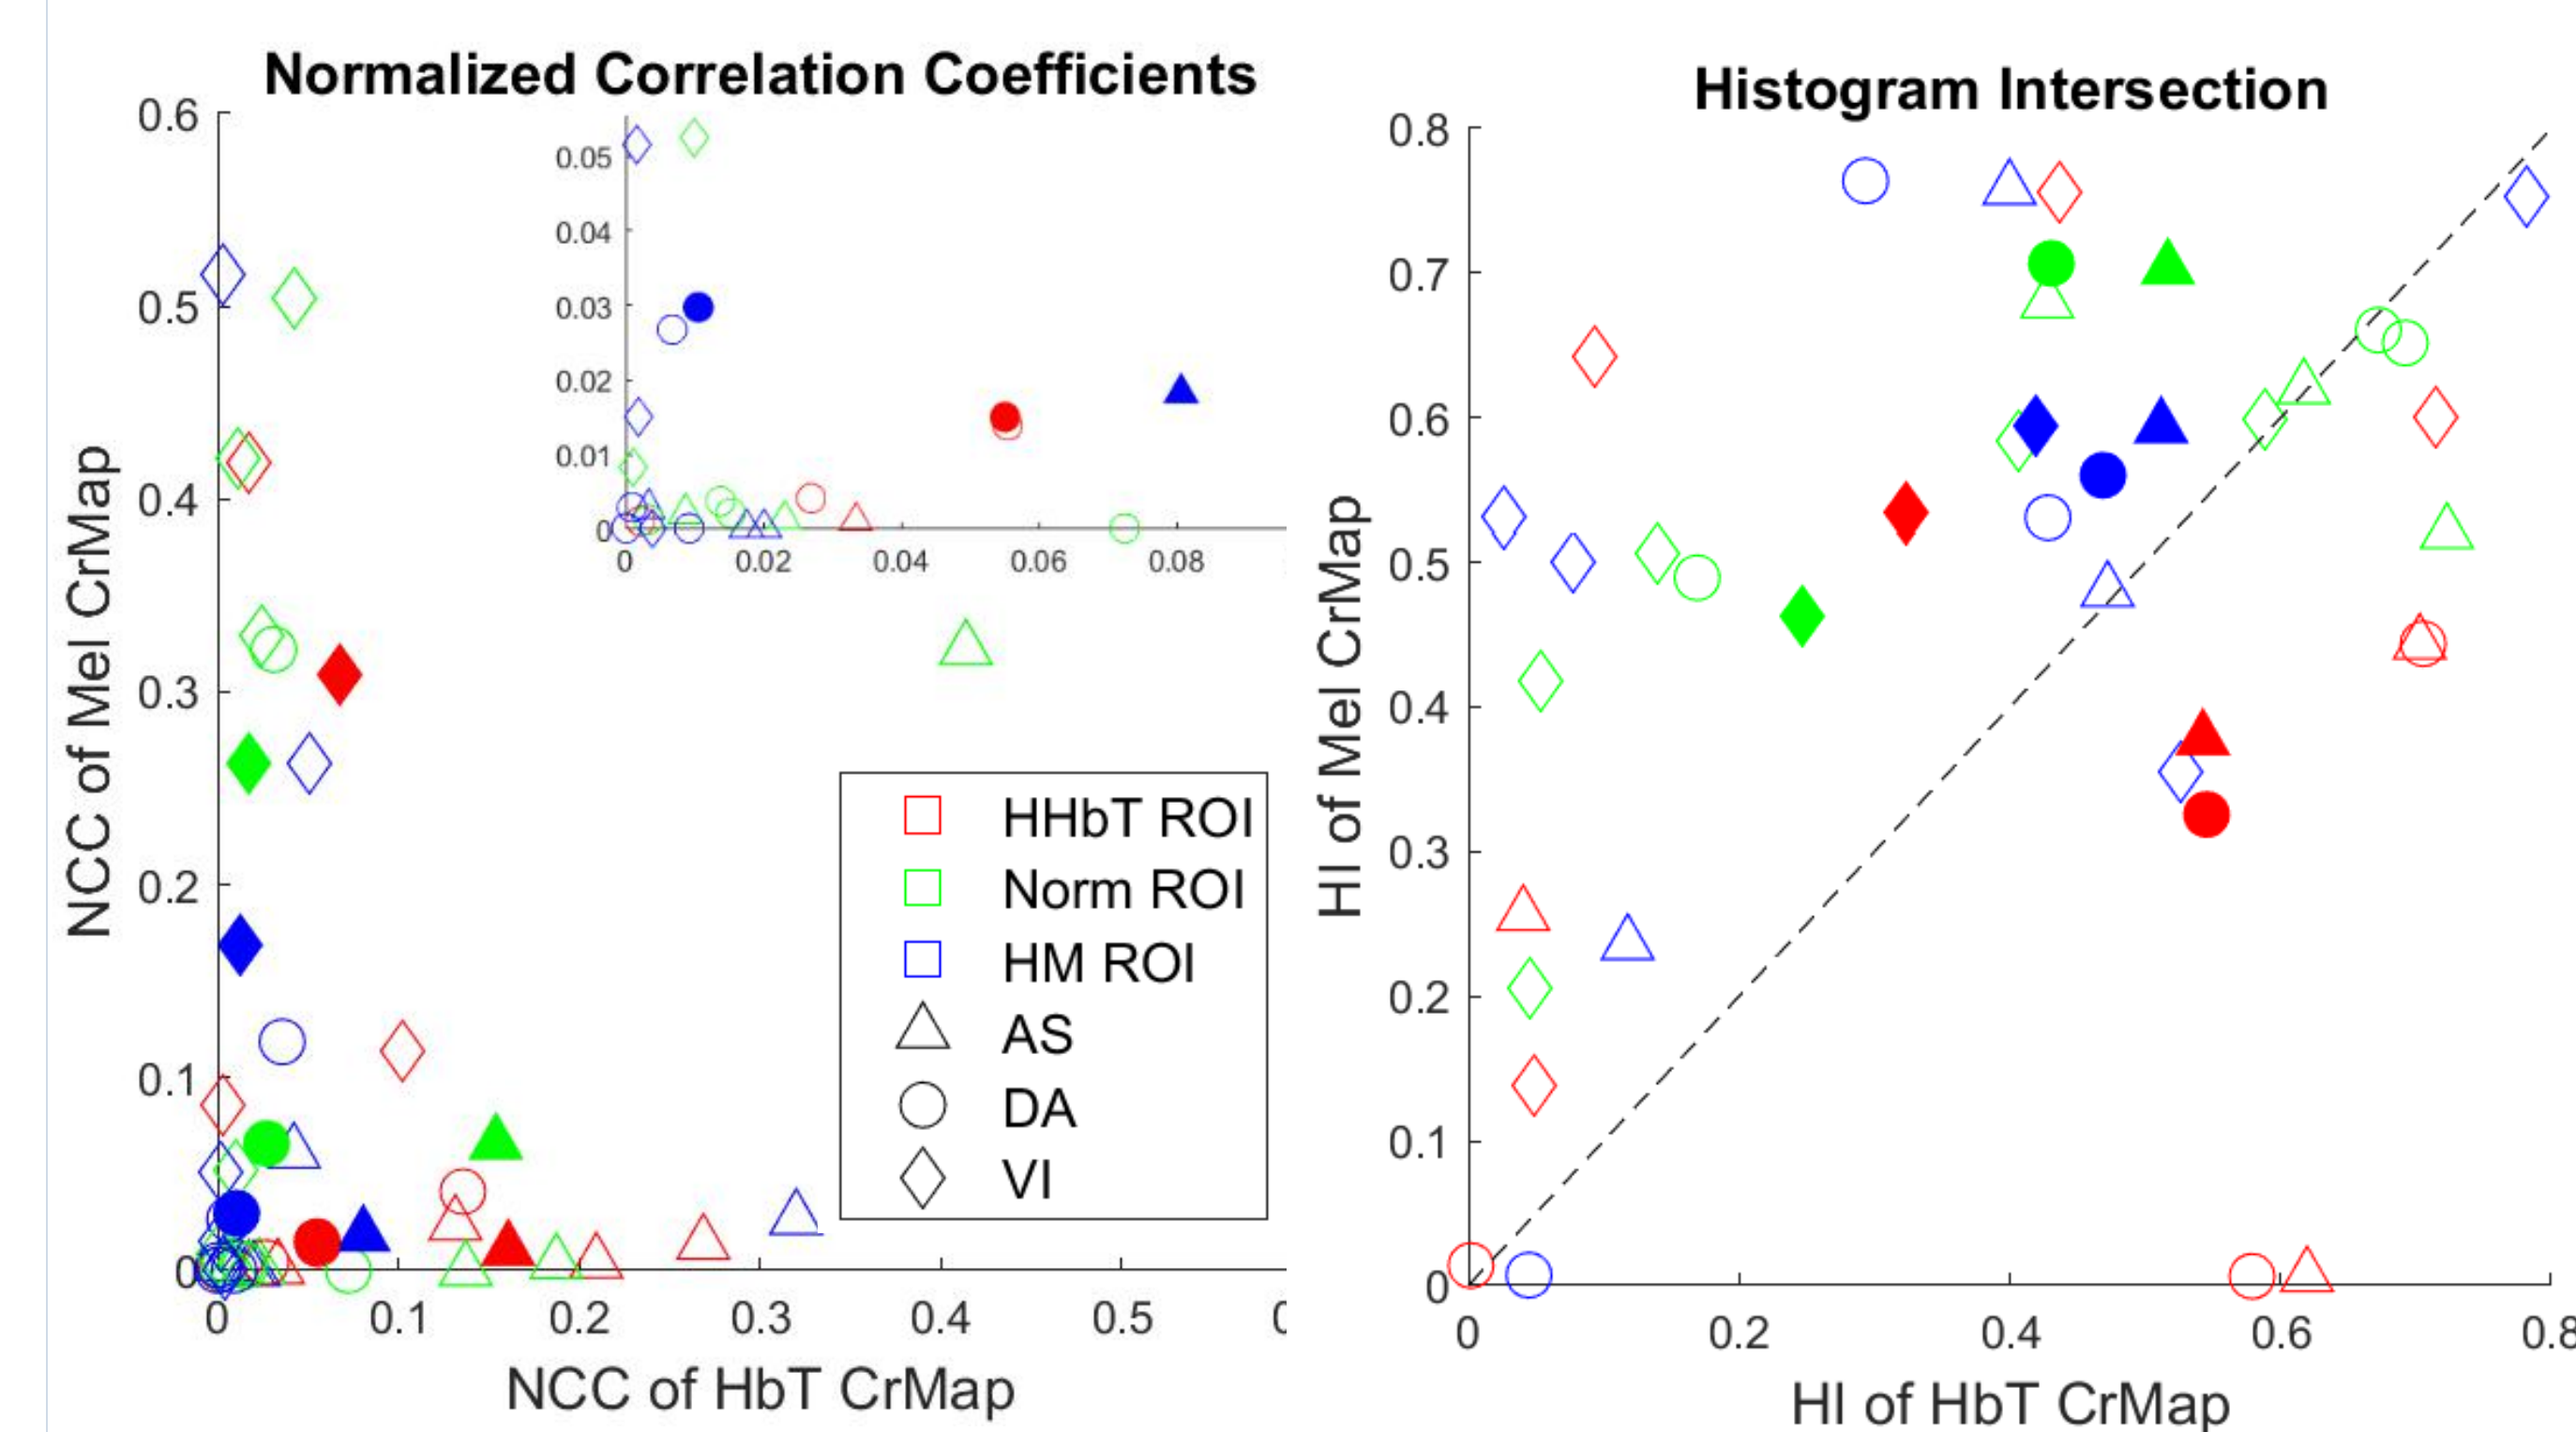 Normalized Correlation Coefficients
0.6
0.5
0.4
0.3
0.2
0.1
0
0 0.1 0.2 0.3 0.4 0.5
NCC of Mel CrMap
NCC of HbT CrMap
0.05
0.04
0.03
0.02
0.01
0
0 0.02 0.04 0.06 0.08
HHbT ROI
Norm ROI
HM ROI
AS
DA
VI
Histogram Intersection
0.8
0.7
0.6
0.5
0.4
0.3
0.2
0.1
0
0 0.2 0.4 0.6 0.8
HI of Mel CrMap
HI of HbT CrMap